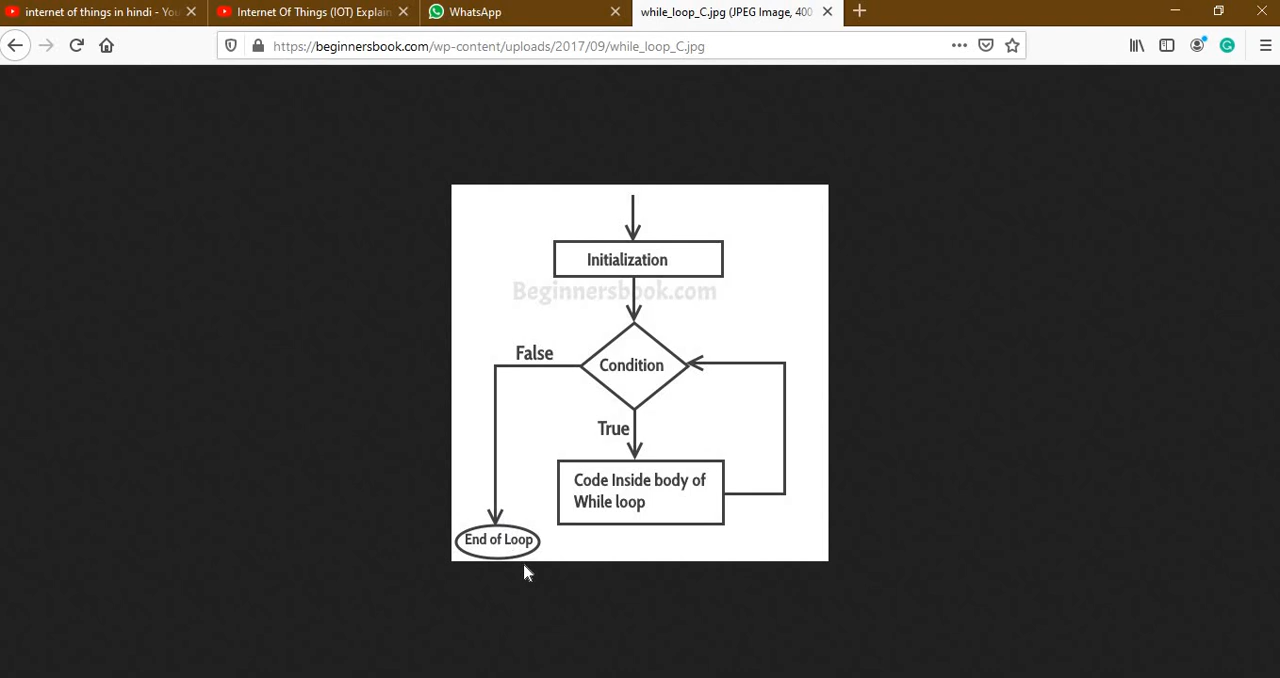 internet of things in hindi - You
Internet Of Things (IOT) Explain
WhatsApp
while_loop_C.jpg (JPEG Image, 400
https://beginnersbook.com/wp-content/uploads/2017/09/while_loop_C.jpg
Initialization
Beginnersbook.com
False
Condition
True
Code Inside body of
While loop
End of Loop